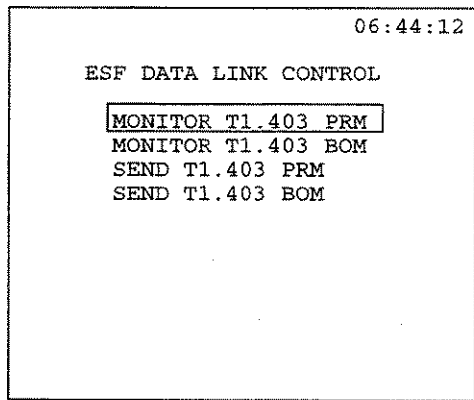 06:44:12
ESF DATA LINK CONTROL
MONITOR T1.403 PRM
MONITOR T1.403 BOM
SEND T1.403 PRM
SEND T1.403 BOM